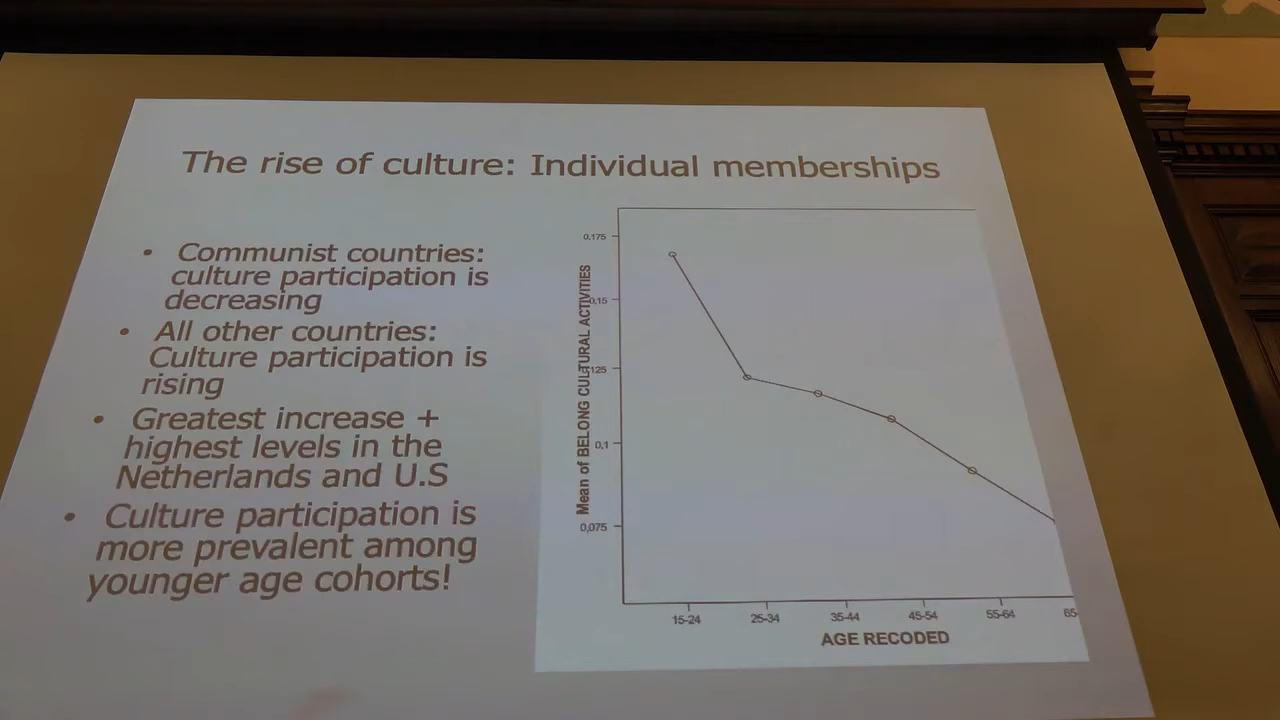 The rise of culture: Individual memberships
• Communist countries:
culture participation is
decreasing
• All other countries:
Culture participation is
rising
• Greatest increase +
highest levels in the
Netherlands and U.S
• Culture participation is
more prevalent among
younger age cohorts!
Mean of BELONG CULTURAL ACTIVITIES
0,175
0,15
0,1
0,075
15-24 25-34 35-44 45-54 55-64 65-
AGE RECODED